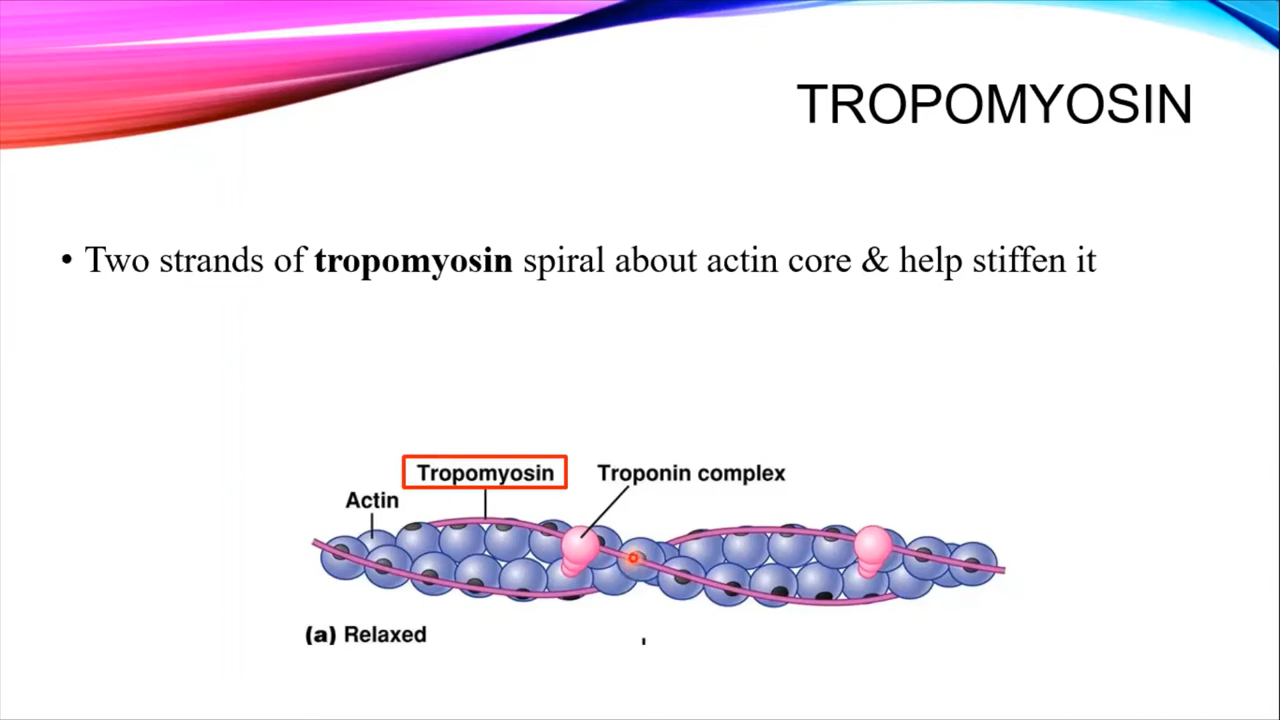 TROPOMYOSIN
• Two strands of tropomyosin spiral about actin core & help stiffen it
Tropomyosin
Troponin complex
Actin
(a) Relaxed